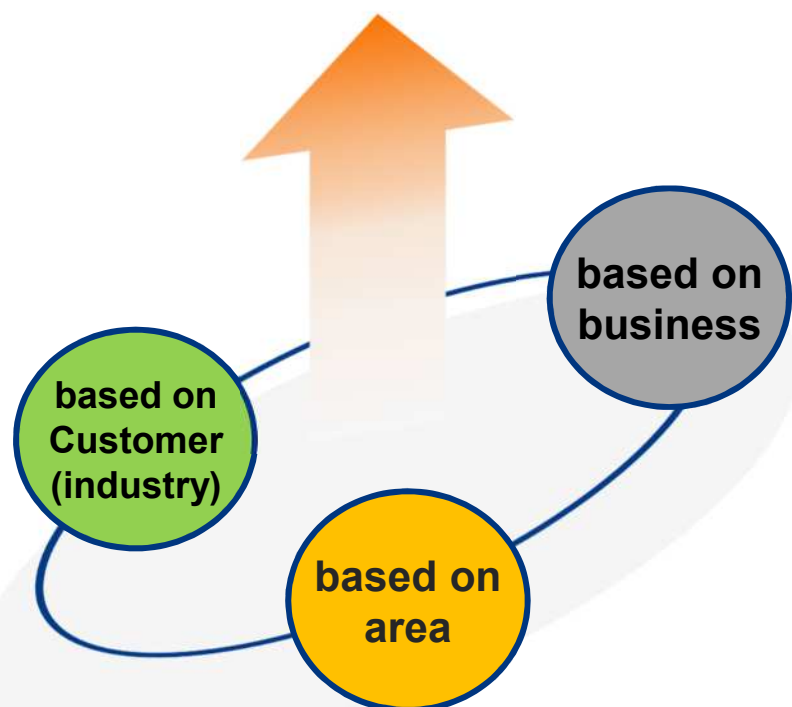 based on
business
based on
Customer
(industry)
based on
area